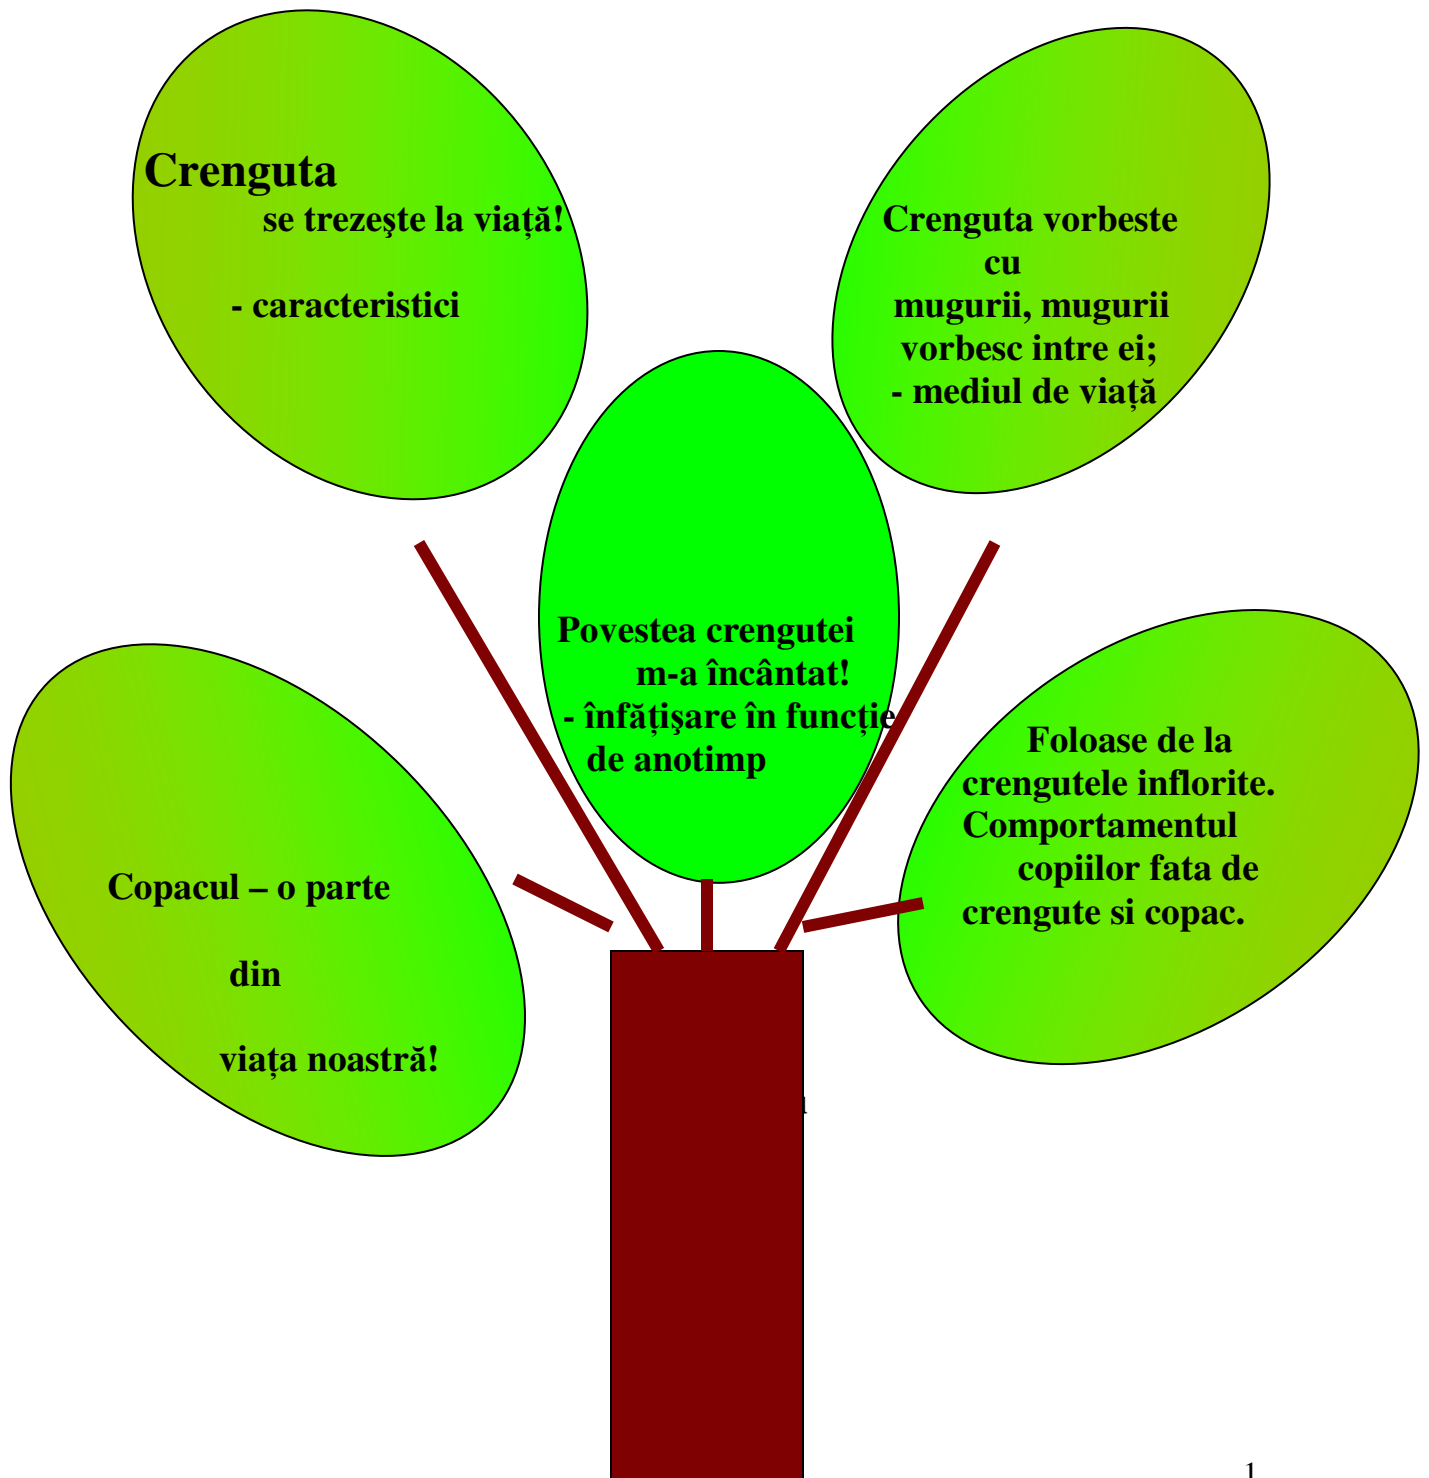 Crenguta
se trezeşte la viață!
- caracteristici
Crenguta vorbeste
cu
mugurii, mugurii
vorbesc intre ei;
- mediul de viață
Povestea crengutei
m-a încântat!
- înfățişare în funcție
de anotimp
Foloase de la
crengutele inflorite.
Comportamentul
copiilor fata de
crengute si copac.
Copacul – o parte
din
viața noastră!
1